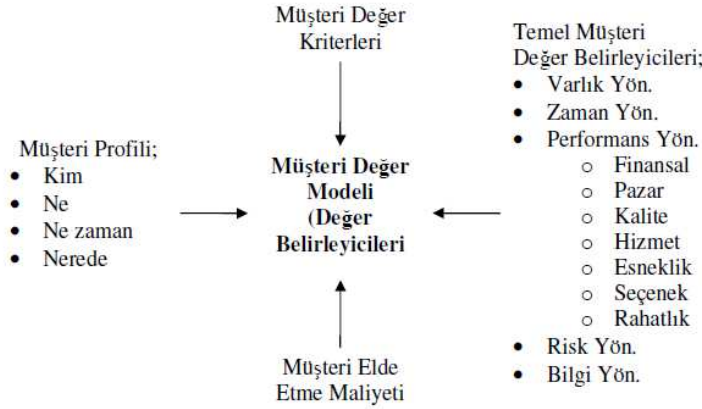 Müşteri Değer
Kriterleri
Temel Müşteri
Değer Belirleyicileri;
• Varlık Yön.
• Zaman Yön.
• Performans Yön.
o Finansal
o Pazar
o Kalite
o Hizmet
o Esneklik
o Seçenek
o Rahatlık
• Risk Yön.
• Bilgi Yön.
Müşteri Profili;
• Kim
• Ne
• Ne zaman
• Nerede
Müşteri Değer
Modeli
(Değer
Belirleyicileri
Müşteri Elde
Etme Maliyeti